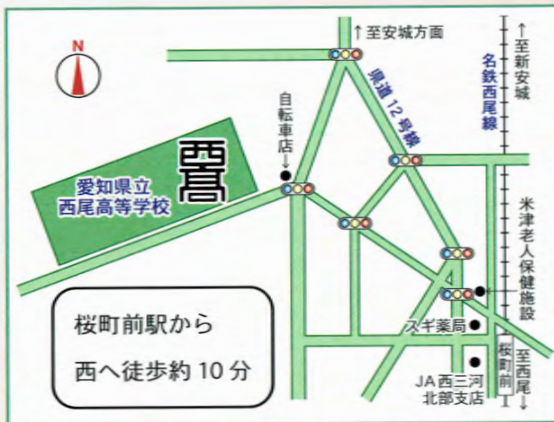 N
↑至安城方面
↑至新安城
名鉄西尾線
県道12号線
自転車店→
西高
愛知県立
西尾高等学校
米津老人保健施設
スギ薬局
桜町前
至西尾→
JA西三河
北部支店
桜町前駅から
西へ徒歩約10分